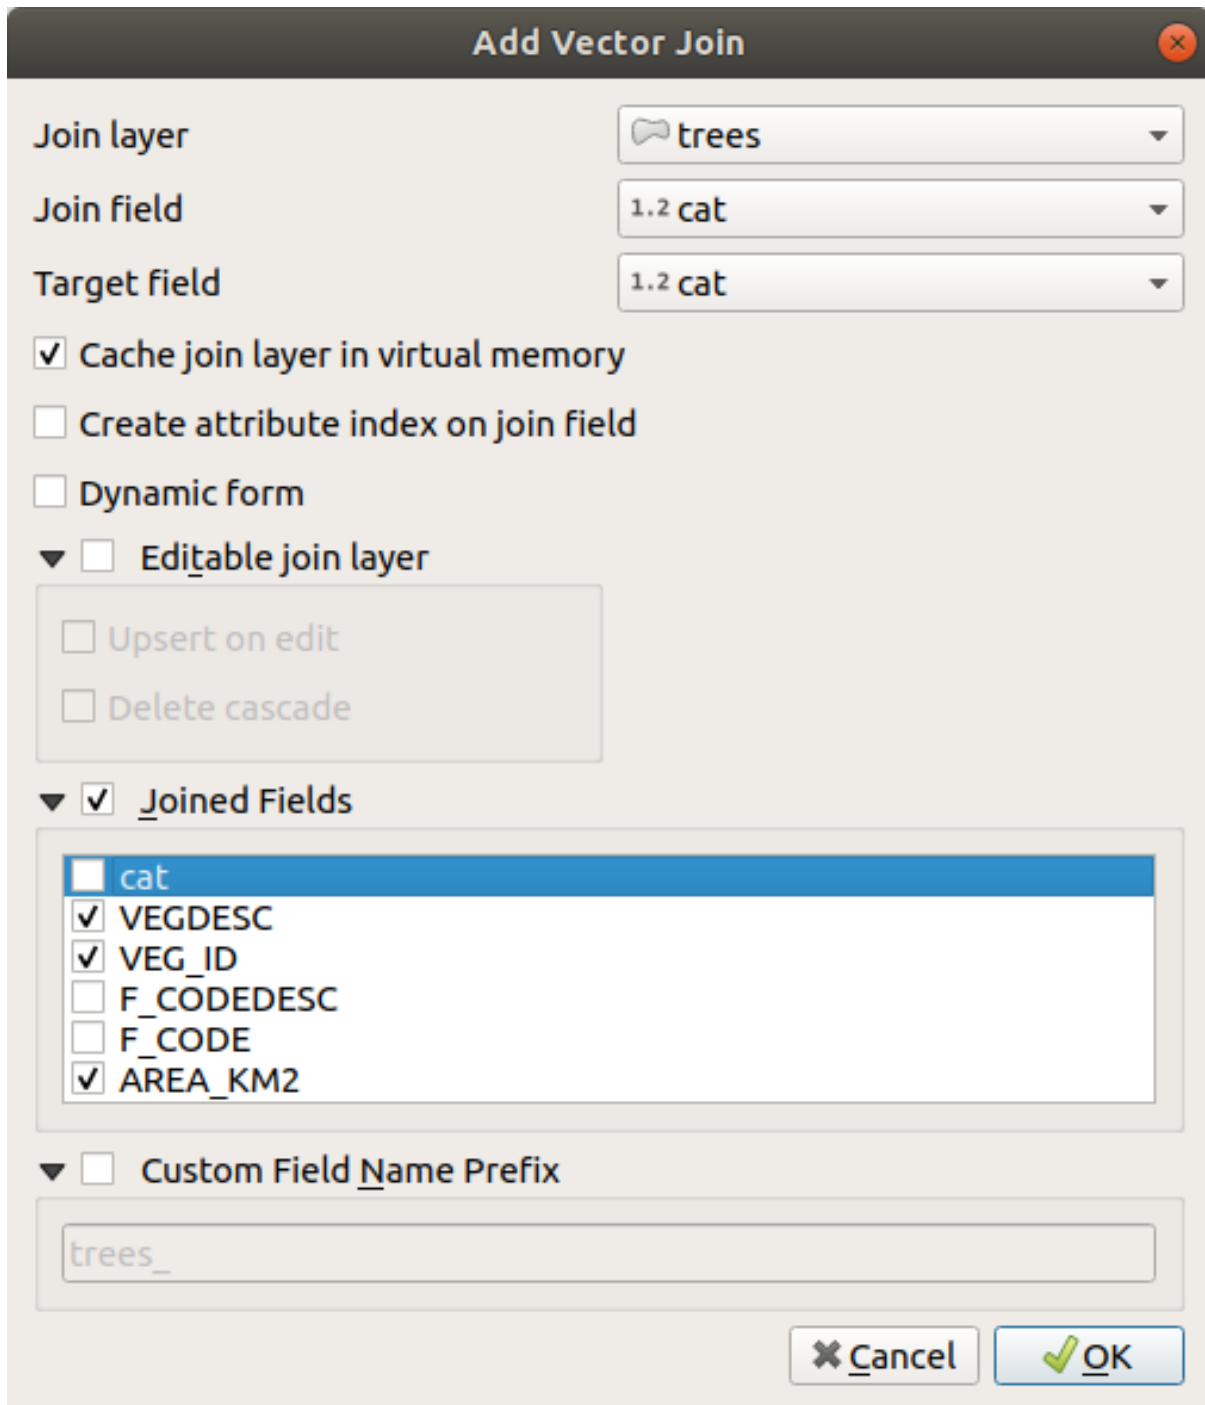 Add Vector Join
Join layer
trees
Join field
1.2 cat
Target field
1.2 cat
Cache join layer in virtual memory
Create attribute index on join field
Dynamic form
Editable join layer
Upsert on edit
Delete cascade
Joined Fields
cat
VEGDESC
VEG_ID
F_CODEDESC
F_CODE
AREA_KM2
Custom Field Name Prefix
trees_
Cancel
OK